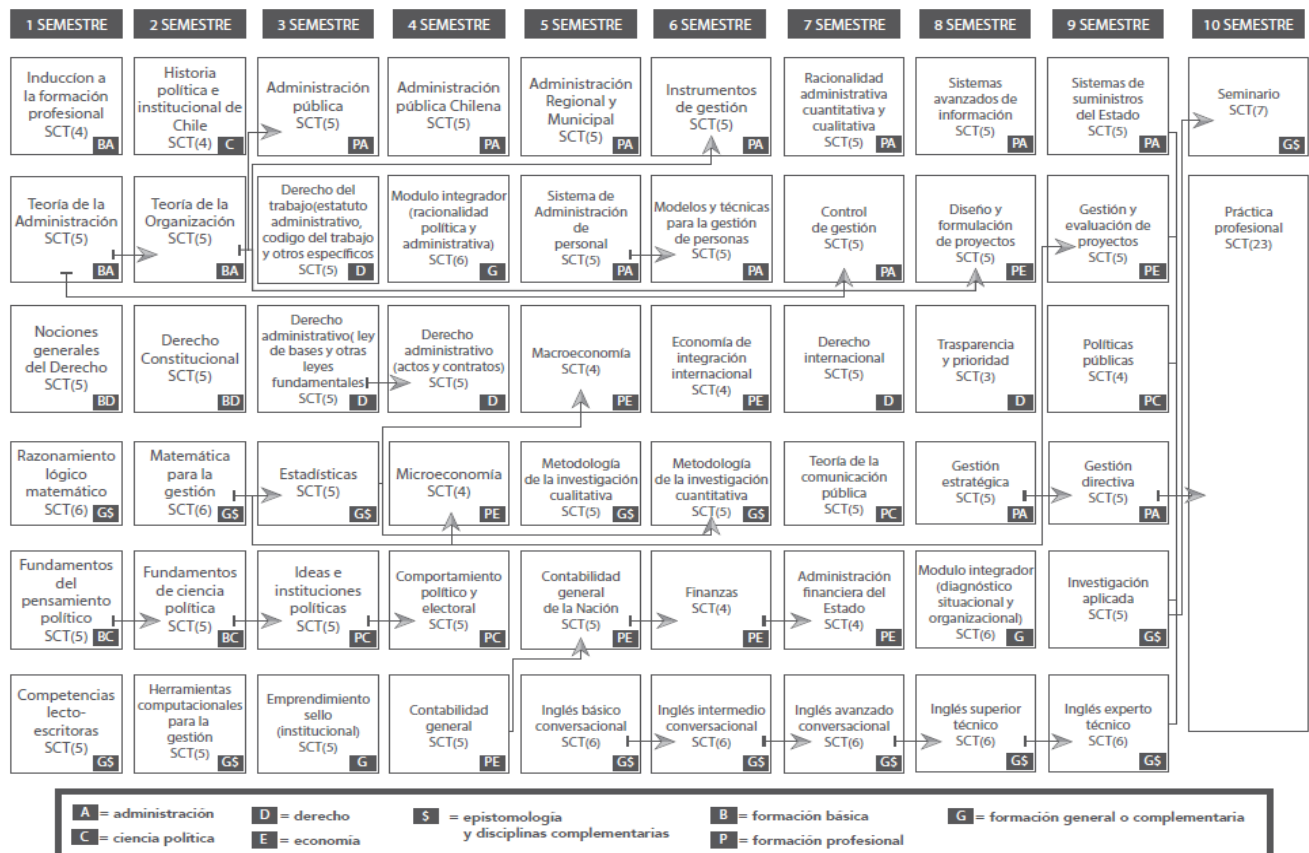 1 SEMESTRE
2 SEMESTRE
3 SEMESTRE
4 SEMESTRE
5 SEMESTRE
6 SEMESTRE
7 SEMESTRE
8 SEMESTRE
9 SEMESTRE
10 SEMESTRE
Induccíon a
la formación
profesional
SCT(4)
BA
Historia
política e
institucional de
Chile
SCT(4)
C
Administración
pública
SCT(5)
PA
Administración
pública Chilena
SCT(5)
PA
Administración
Regional y
Municipal
SCT(5)
PA
Instrumentos
de gestión
SCT(5)
PA
Racionalidad
administrativa
cuantitativa y
cualitativa
SCT(5)
PA
Sistemas
avanzados de
información
SCT(5)
PA
Sistemas de
suministros
del Estado
SCT(5)
PA
Seminario
SCT(7)
G$
Teoría de la
Administración
SCT(5)
BA
Teoría de la
Organización
SCT(5)
BA
Derecho del
trabajo(estatuto
administrativo,
codigo del trabajo
y otros específicos
SCT(5)
D
Modulo integrador
(racionalidad
política y
administrativa)
SCT(6)
G
Sistema de
Administración
de
personal
SCT(5)
PA
Modelos y técnicas
para la gestión
de personas
SCT(5)
PA
Control
de gestión
SCT(5)
PA
Diseño y
formulación
de proyectos
SCT(5)
PE
Gestión y
evaluación de
proyectos
SCT(5)
PE
Práctica
profesional
SCT(23)
Nociones
generales
del Derecho
SCT(5)
BD
Derecho
Constitucional
SCT(5)
BD
Derecho
administrativo( ley
de bases y otras
leyes
fundamentales
SCT(5)
D
Derecho
administrativo
(actos y contratos)
SCT(5)
D
Macroeconomía
SCT(4)
PE
Economía de
integración
internacional
SCT(4)
PE
Derecho
internacional
SCT(5)
D
Trasparencia
y prioridad
SCT(3)
D
Políticas
públicas
SCT(4)
PC
Razonamiento
lógico
matemático
SCT(6)
G$
Matemática
para la
gestión
SCT(6)
G$
Estadísticas
SCT(5)
G$
Microeconomía
SCT(4)
PE
Metodología
de la investigación
cualitativa
SCT(5)
G$
Metodología
de la investigación
cuantitativa
SCT(5)
G$
Teoría de la
comunicación
pública
SCT(5)
PC
Gestión
estratégica
SCT(5)
PA
Gestión
directiva
SCT(5)
PA
Fundamentos
del
pensamiento
político
SCT(5)
BC
Fundamentos
de ciencia
política
SCT(5)
BC
Ideas e
instituciones
políticas
SCT(5)
PC
Comportamiento
político y
electoral
SCT(5)
PC
Contabilidad
general
de la Nación
SCT(5)
PE
Finanzas
SCT(4)
PE
Administración
financiera del
Estado
SCT(4)
PE
Modulo integrador
(diagnóstico
situacional y
organizacional)
SCT(6)
G
Investigación
aplicada
SCT(5)
G$
Competencias
lecto-
escritoras
SCT(5)
G$
Herramientas
computacionales
para la
gestión
SCT(5)
G$
Emprendimiento
sello
(institucional)
SCT(5)
G
Contabilidad
general
SCT(5)
PE
Inglés básico
conversacional
SCT(6)
G$
Inglés intermedio
conversacional
SCT(6)
G$
Inglés avanzado
conversacional
SCT(6)
G$
Inglés superior
técnico
SCT(6)
G$
Inglés experto
técnico
SCT(6)
G$
A = administración
D = derecho
$ = epistomología
y disciplinas complementarias
B = formación básica
G = formación general o complementaria
C = ciencia política
E = economía
P = formación profesional